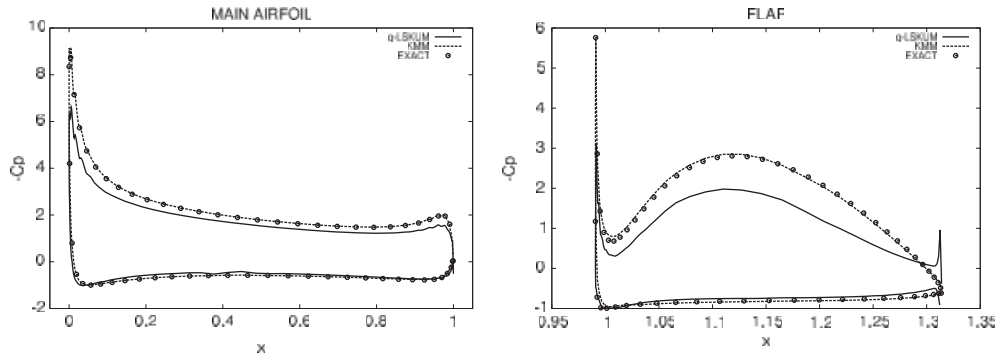 MAIN AIRFOIL
10
8
6
4
2
0
-2
-Cp
0
0.2
0.4
0.6
0.8
1
x
q-LSKUM
KMM
EXACT
FLAP
6
5
4
3
2
1
0
-1
-Cp
0.95
1
1.05
1.1
1.15
1.2
1.25
1.3
1.35
x
q-LSKUM
KMM
EXACT